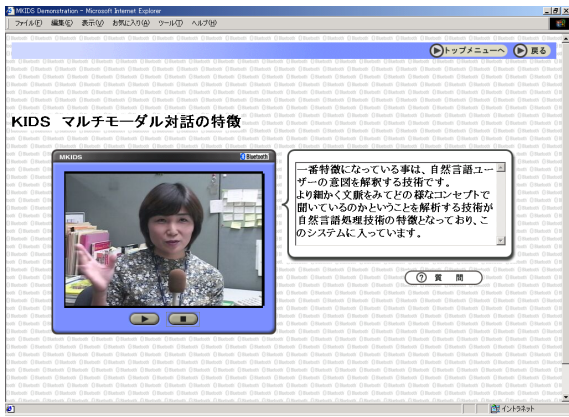 MKIDS Demonstration - Microsoft Internet Explorer
ファイル(F) 編集(E) 表示(V) お気に入り(A) ツール(T) ヘルプ(H)
トップメニューへ 戻る
KIDS マルチモーダル対話の特徴
MKIDS Bluetooth
一番特徴になっている事は、自然言語ユー
ザーの意図を解釈する技術です。
より細かく文脈をみてどの様なコンセプトで
聞いているのかということを解析する技術が
自然言語処理技術の特徴となっており、こ
のシステムに入っています。
? 質 問
イントラネット